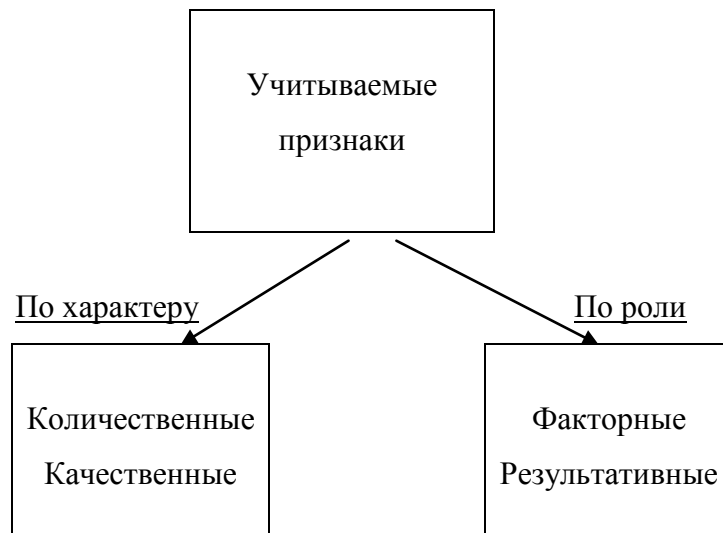 Учитываемые
признаки
По характеру
По роли
Количественные
Качественные
Факторные
Результативные